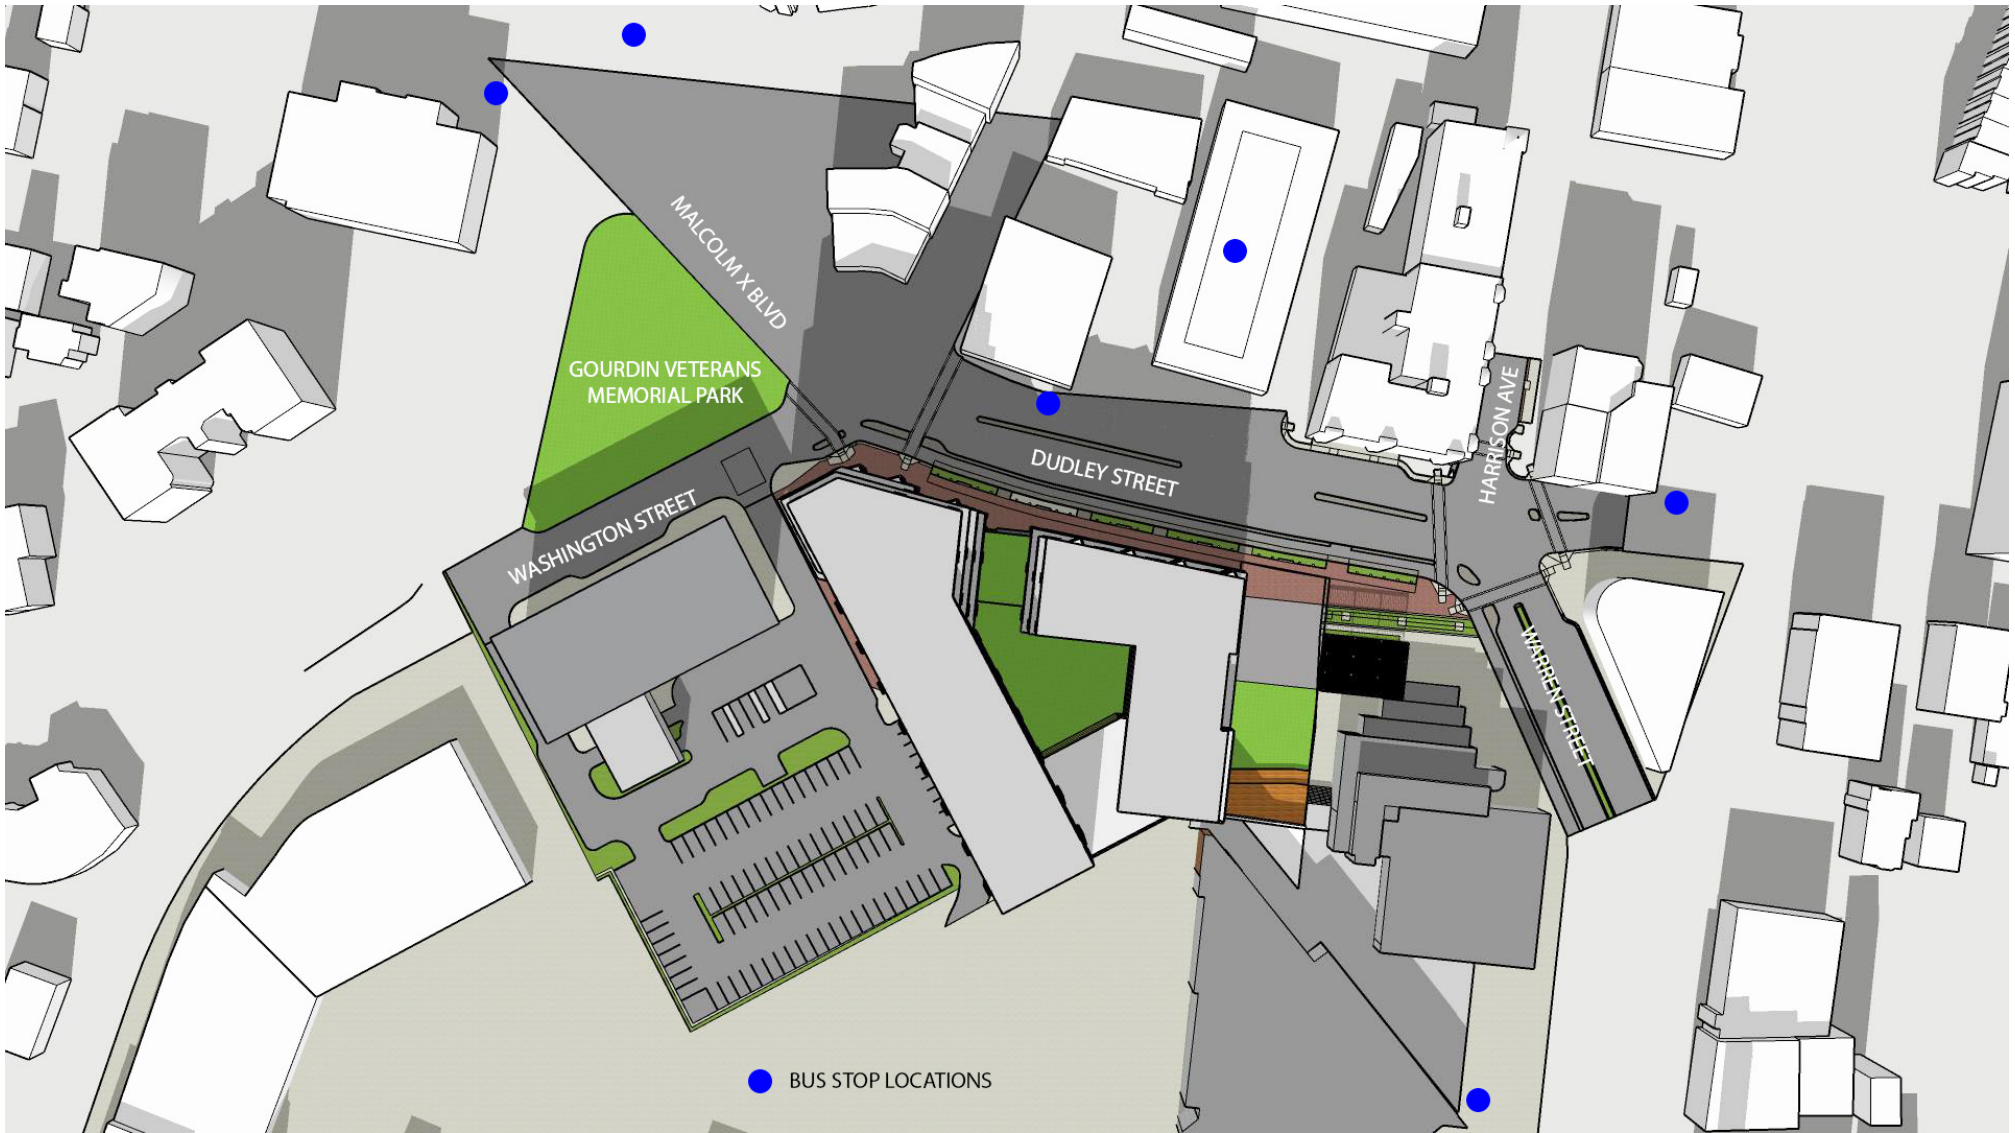 MALCOLM X BLVD
GOURDIN VETERANS
MEMORIAL PARK
HARRISON AVE
DUDLEY STREET
WASHINGTON STREET
WARREN STREET
BUS STOP LOCATIONS